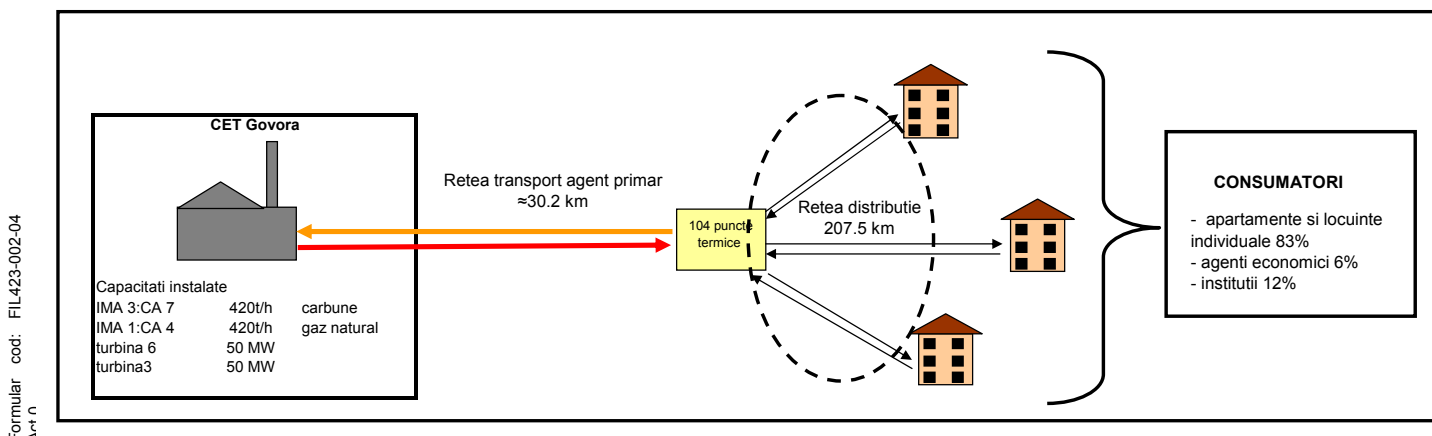 CET Govora
Capacitati instalate
IMA 3:CA 7 420t/h carbune
IMA 1:CA 4 420t/h gaz natural
turbina 6 50 MW
turbina3 50 MW
Retea transport agent primar
≈30.2 km
104 puncte
termice
Retea distributie
207.5 km
CONSUMATORI
- apartamente si locuinte
individuale 83%
- agenti economici 6%
- institutii 12%
Formular cod: FIL423-002-04
Act 0